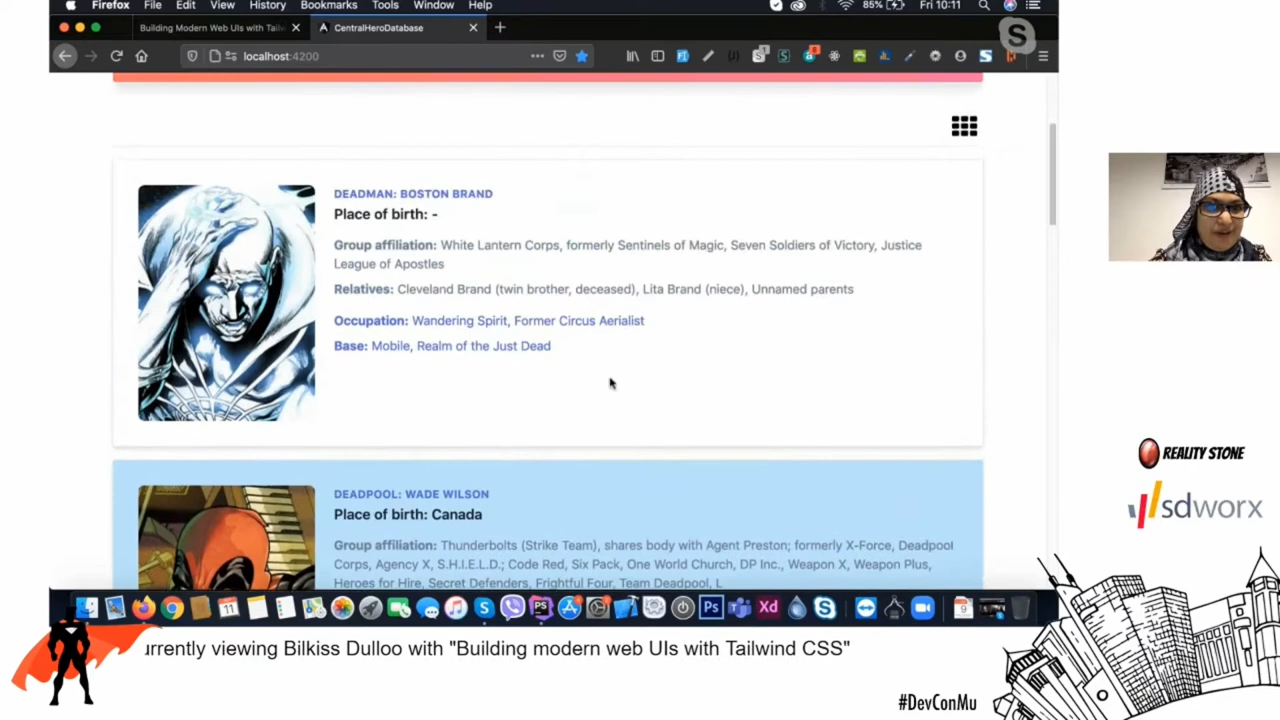 Firefox File Edit View History Bookmarks Tools Window Help 85% Fri 10:11
Building Modern Web UIs with Tailw
CentralHeroDatabase
localhost:4200
DEADMAN: BOSTON BRAND
Place of birth: -
Group affiliation: White Lantern Corps, formerly Sentinels of Magic, Seven Soldiers of Victory, Justice
League of Apostles
Relatives: Cleveland Brand (twin brother, deceased), Lita Brand (niece), Unnamed parents
Occupation: Wandering Spirit, Former Circus Aerialist
Base: Mobile, Realm of the Just Dead
DEADPOOL: WADE WILSON
Place of birth: Canada
Group affiliation: Thunderbolts (Strike Team), shares body with Agent Preston; formerly X-Force, Deadpool
Corps, Agency X, S.H.I.E.L.D.; Code Red, Six Pack, One World Church, DP Inc., Weapon X, Weapon Plus,
Heroes for Hire, Secret Defenders, Frightful Four, Team Deadpool, L
REALITY STONE
sdworx
urrently viewing Bilkiss Dulloo with "Building modern web UIs with Tailwind CSS"
#DevConMu